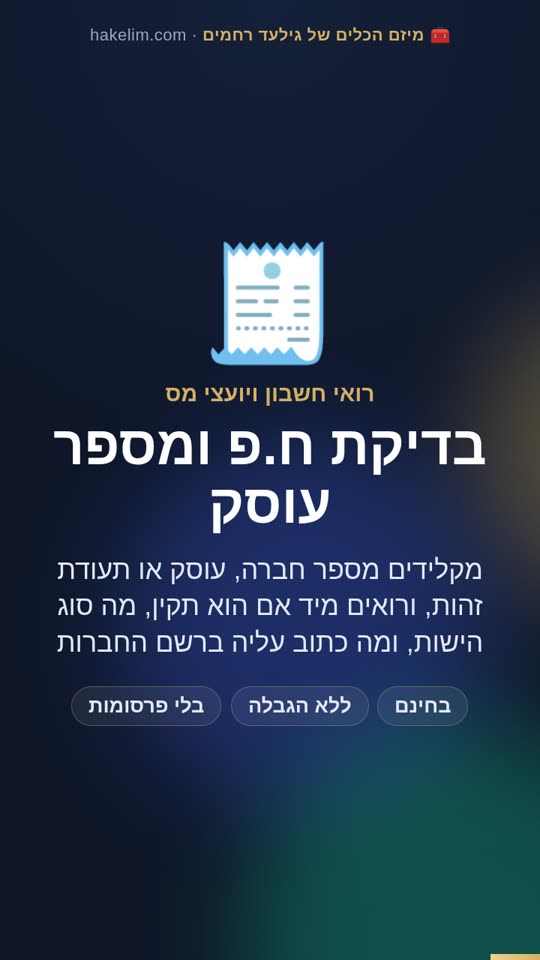 🧰 מיזם הכלים של גילעד רחמים · hakelim.com
רואי חשבון ויועצי מס
בדיקת ח.פ ומספר
עוסק
מקלידים מספר חברה, עוסק או תעודת
זהות, ורואים מיד אם הוא תקין, מה סוג
הישות, ומה כתוב עליה ברשם החברות
בחינם
ללא הגבלה
בלי פרסומות